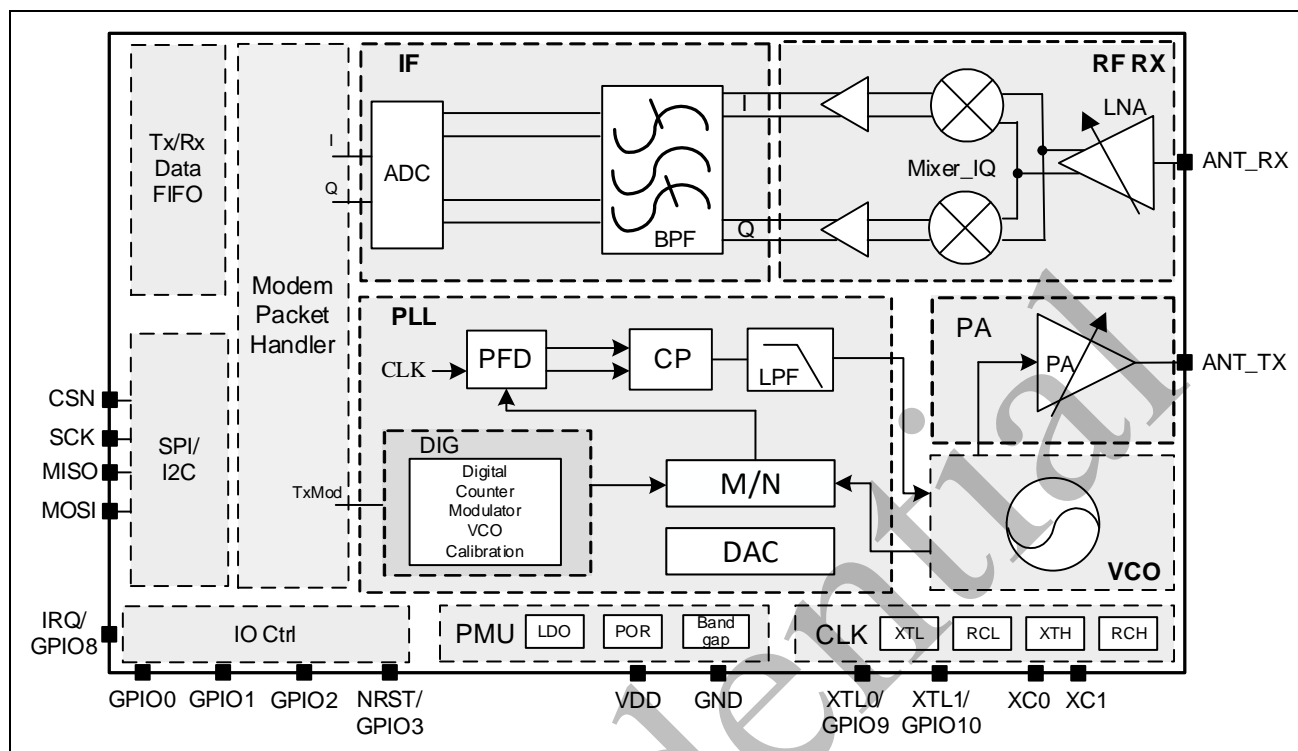 IF
RF RX
Tx/Rx
Data
FIFO
I
Q
ADC
BPF
I
Q
Mixer_IQ
LNA
ANT_RX
Modem
Packet
Handler
PLL
CLK
PFD
CP
LPF
PA
PA
ANT_TX
CSN
SCK
MISO
MOSI
SPI/
I2C
TxMod
DIG
Digital
Counter
Modulator
VCO
Calibration
M/N
DAC
VCO
IRQ/
GPIO8
IO Ctrl
PMU
LDO
POR
Band
gap
CLK
XTL
RCL
XTH
RCH
GPIO0
GPIO1
GPIO2
NRST/
GPIO3
VDD
GND
XTL0/
GPIO9
XTL1/
GPIO10
XC0
XC1
ential